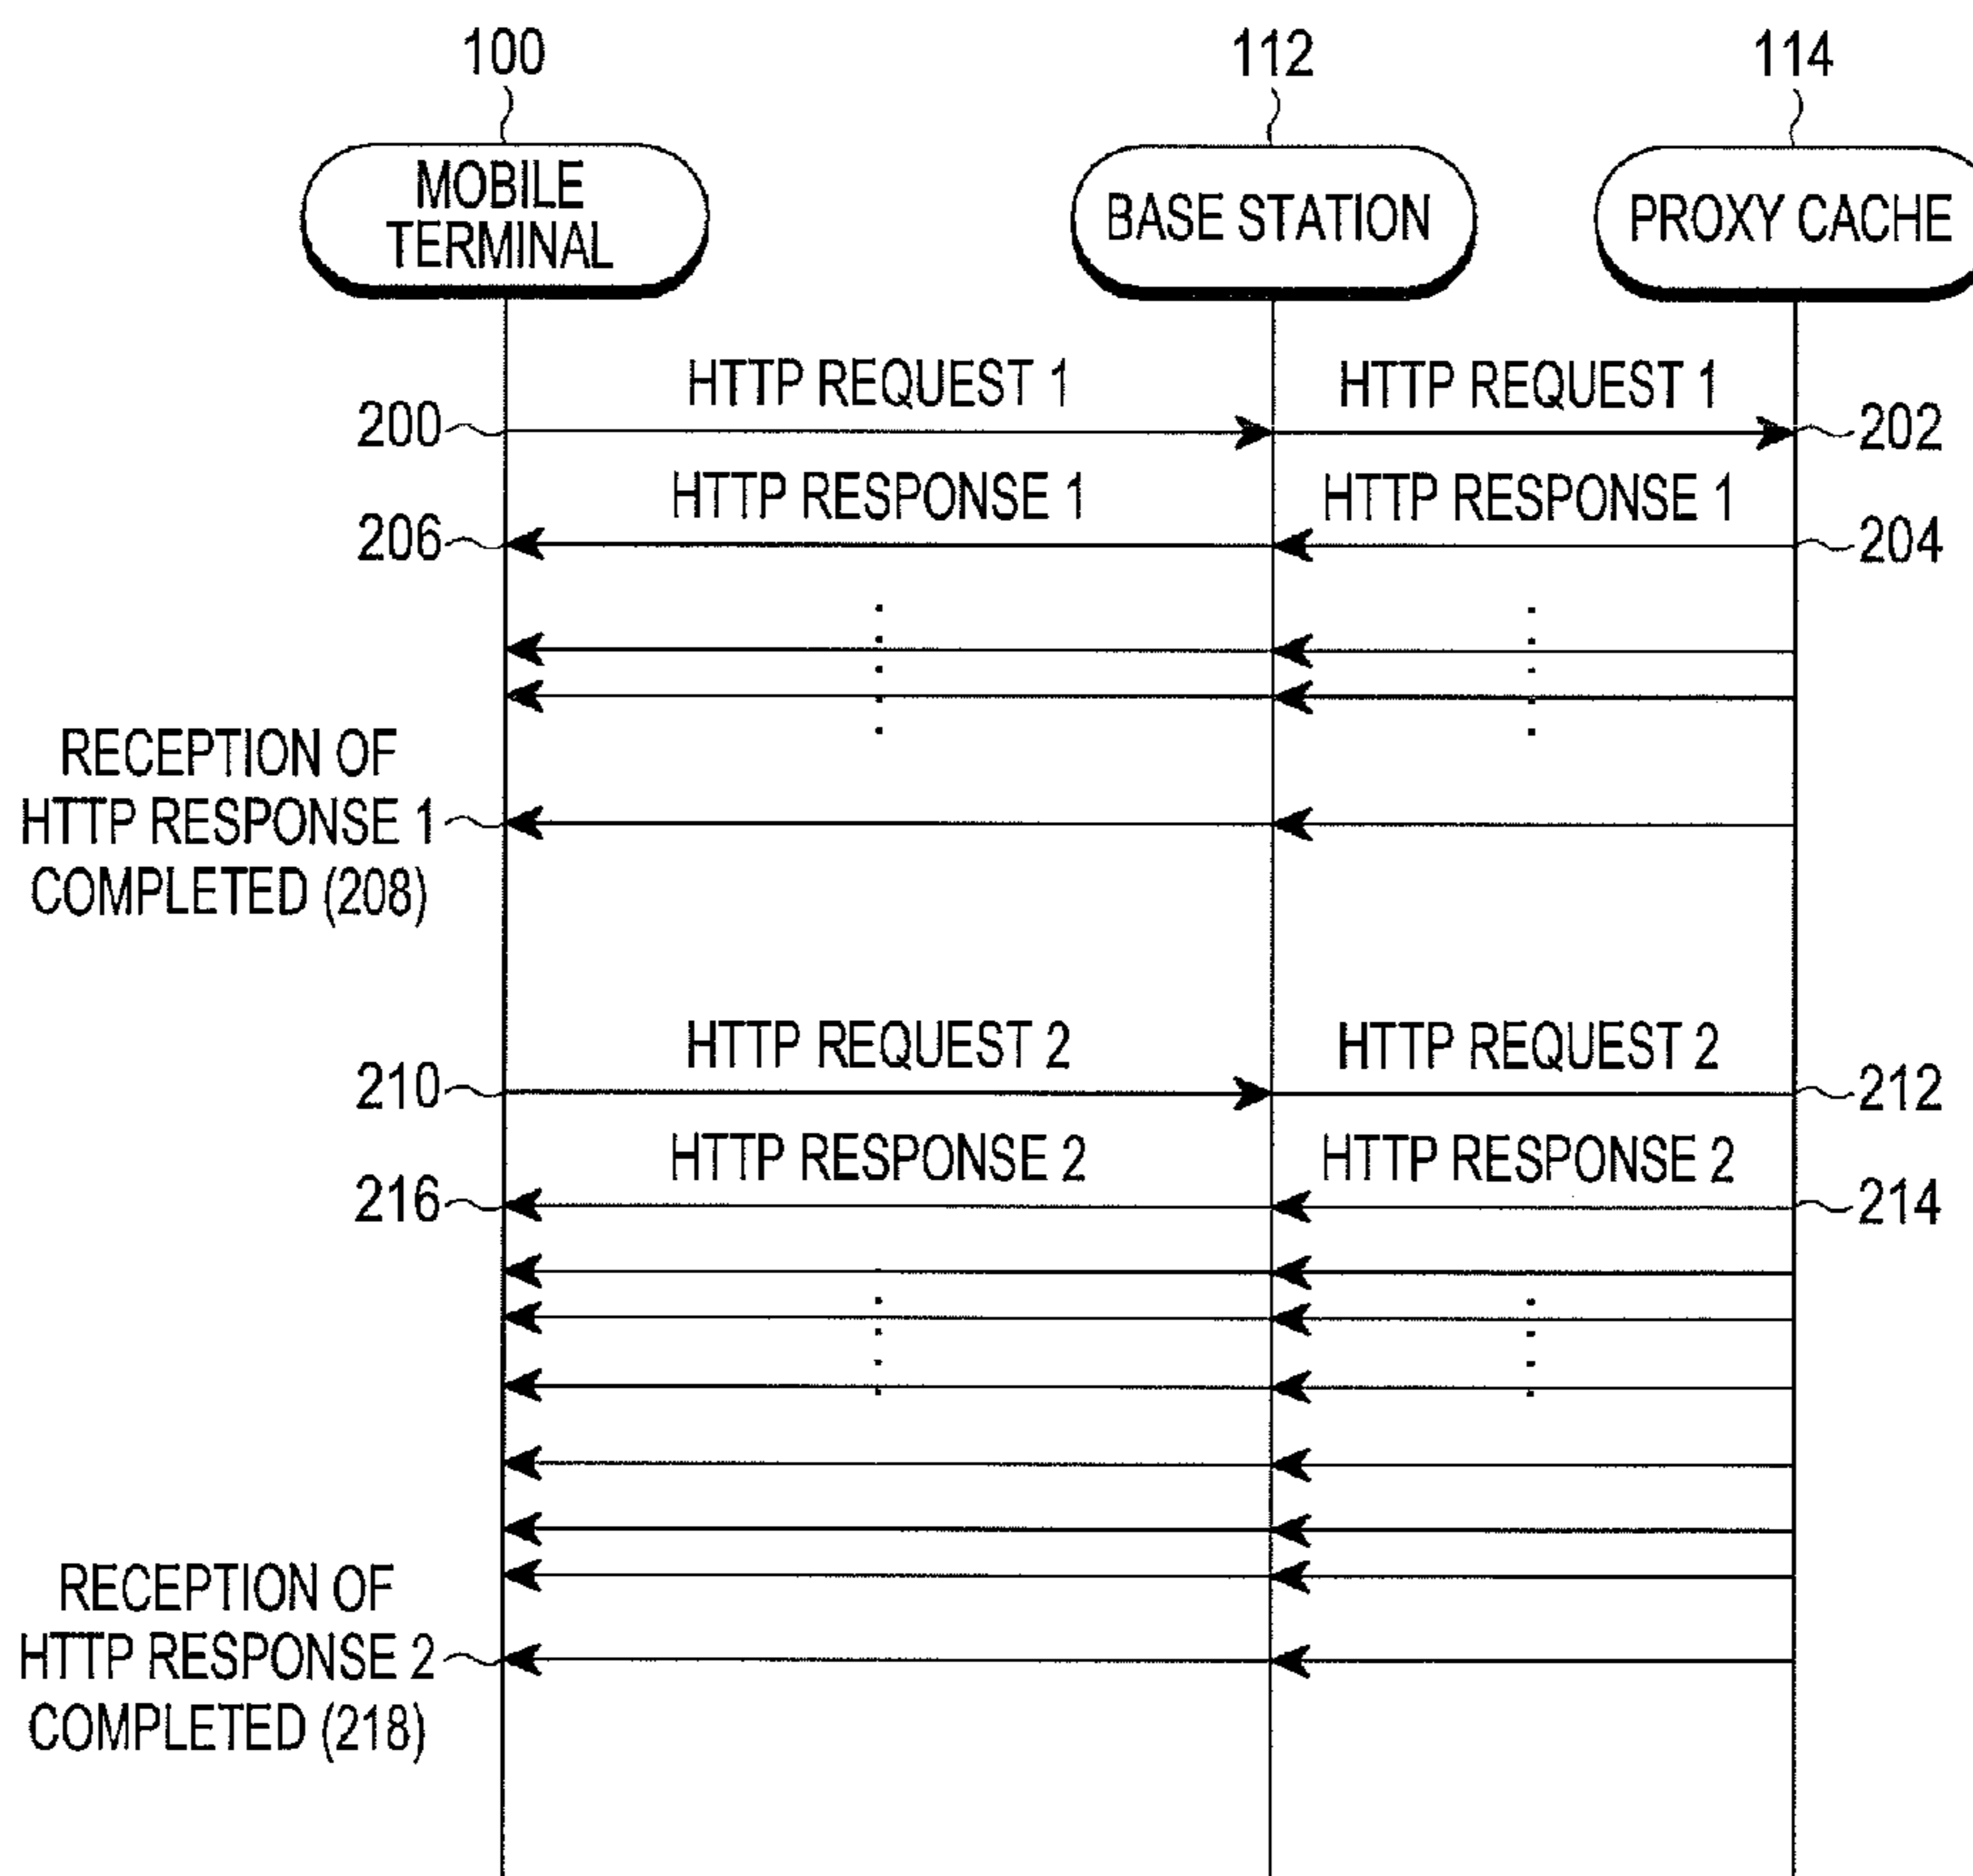 100
112
114
MOBILE
TERMINAL
BASE STATION
PROXY CACHE
HTTP REQUEST 1
HTTP REQUEST 1
200
202
HTTP RESPONSE 1
HTTP RESPONSE 1
206
204
RECEPTION OF
HTTP RESPONSE 1
COMPLETED (208)
HTTP REQUEST 2
HTTP REQUEST 2
210
212
HTTP RESPONSE 2
HTTP RESPONSE 2
216
214
RECEPTION OF
HTTP RESPONSE 2
COMPLETED (218)